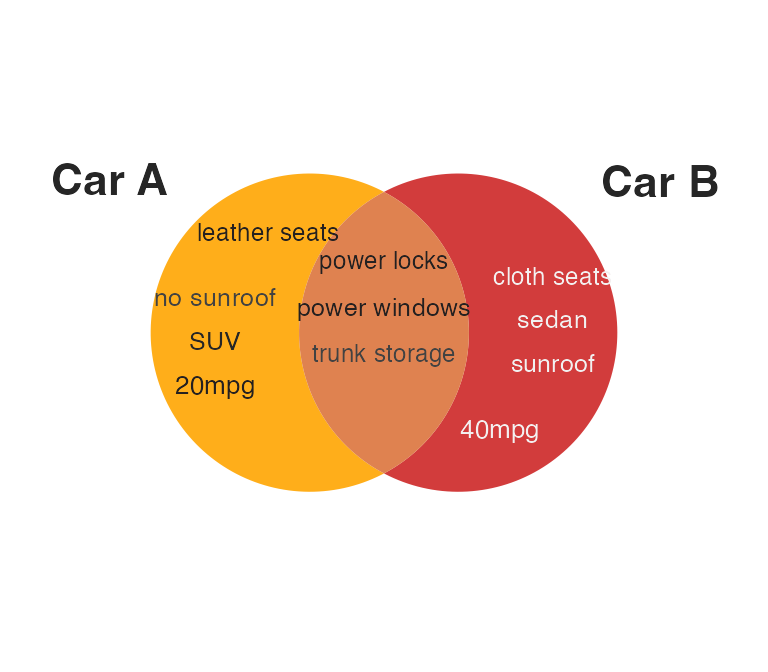 Car A
Car B
leather seats
no sunroof
SUV
20mpg
power locks
power windows
trunk storage
cloth seats
sedan
sunroof
40mpg